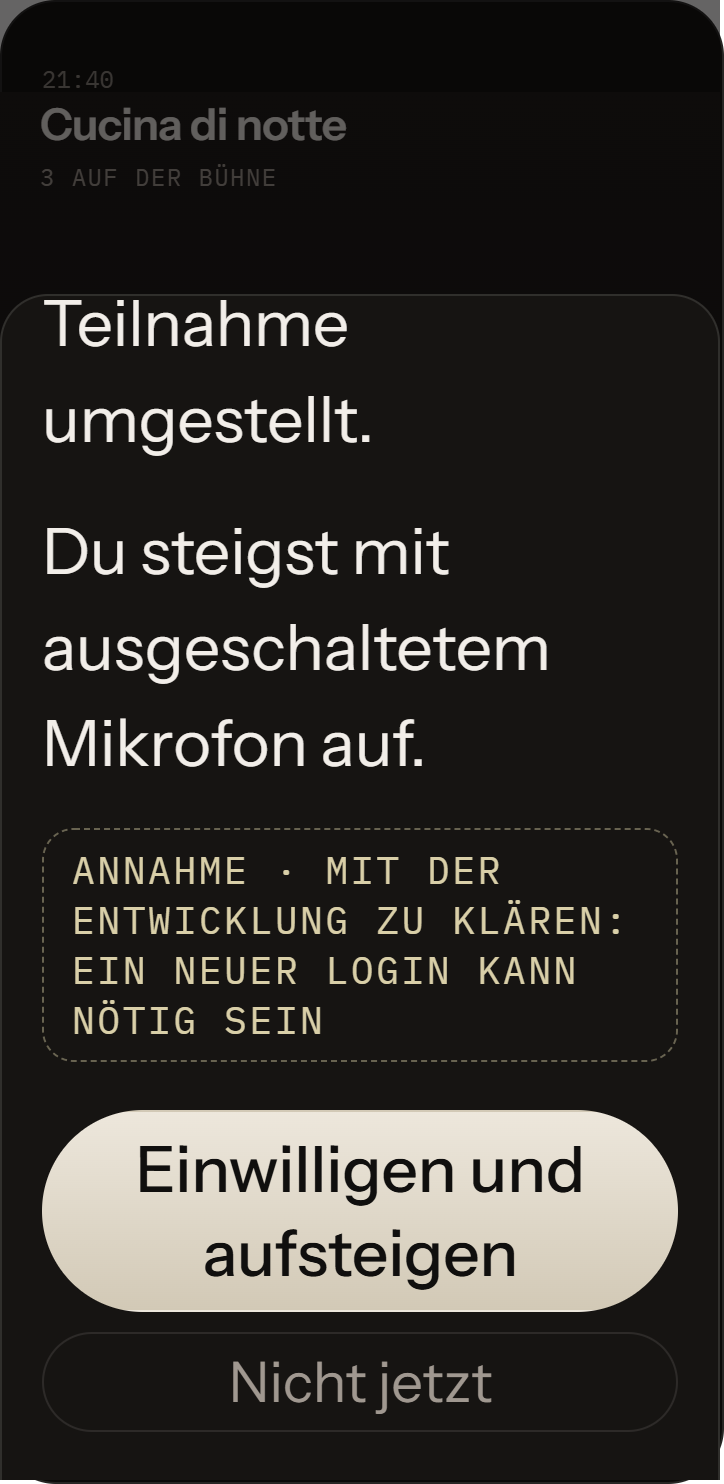 21:40
Cucina di notte
3 AUF DER BÜHNE
Teilnahme
umgestellt.
Du steigst mit
ausgeschaltetem
Mikrofon auf.
ANNAHME · MIT DER
ENTWICKLUNG ZU KLÄREN:
EIN NEUER LOGIN KANN
NÖTIG SEIN
Einwilligen und
aufsteigen
Nicht jetzt